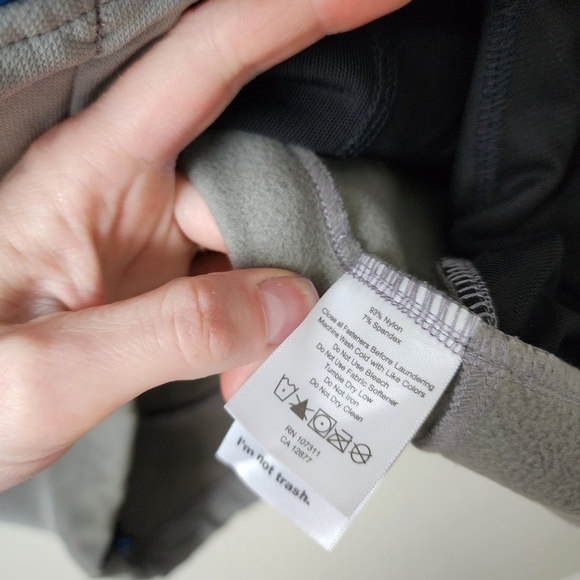 93% Nylon
7% Spandex
Close all Fasteners Before Laundering
Machine Wash Cold with Like Colors
Do Not Use Bleach
Do Not Use Fabric Softener
Tumble Dry Low
Do Not Iron
Do Not Dry Clean
RN 107311
CA 12877
I'm not trash.